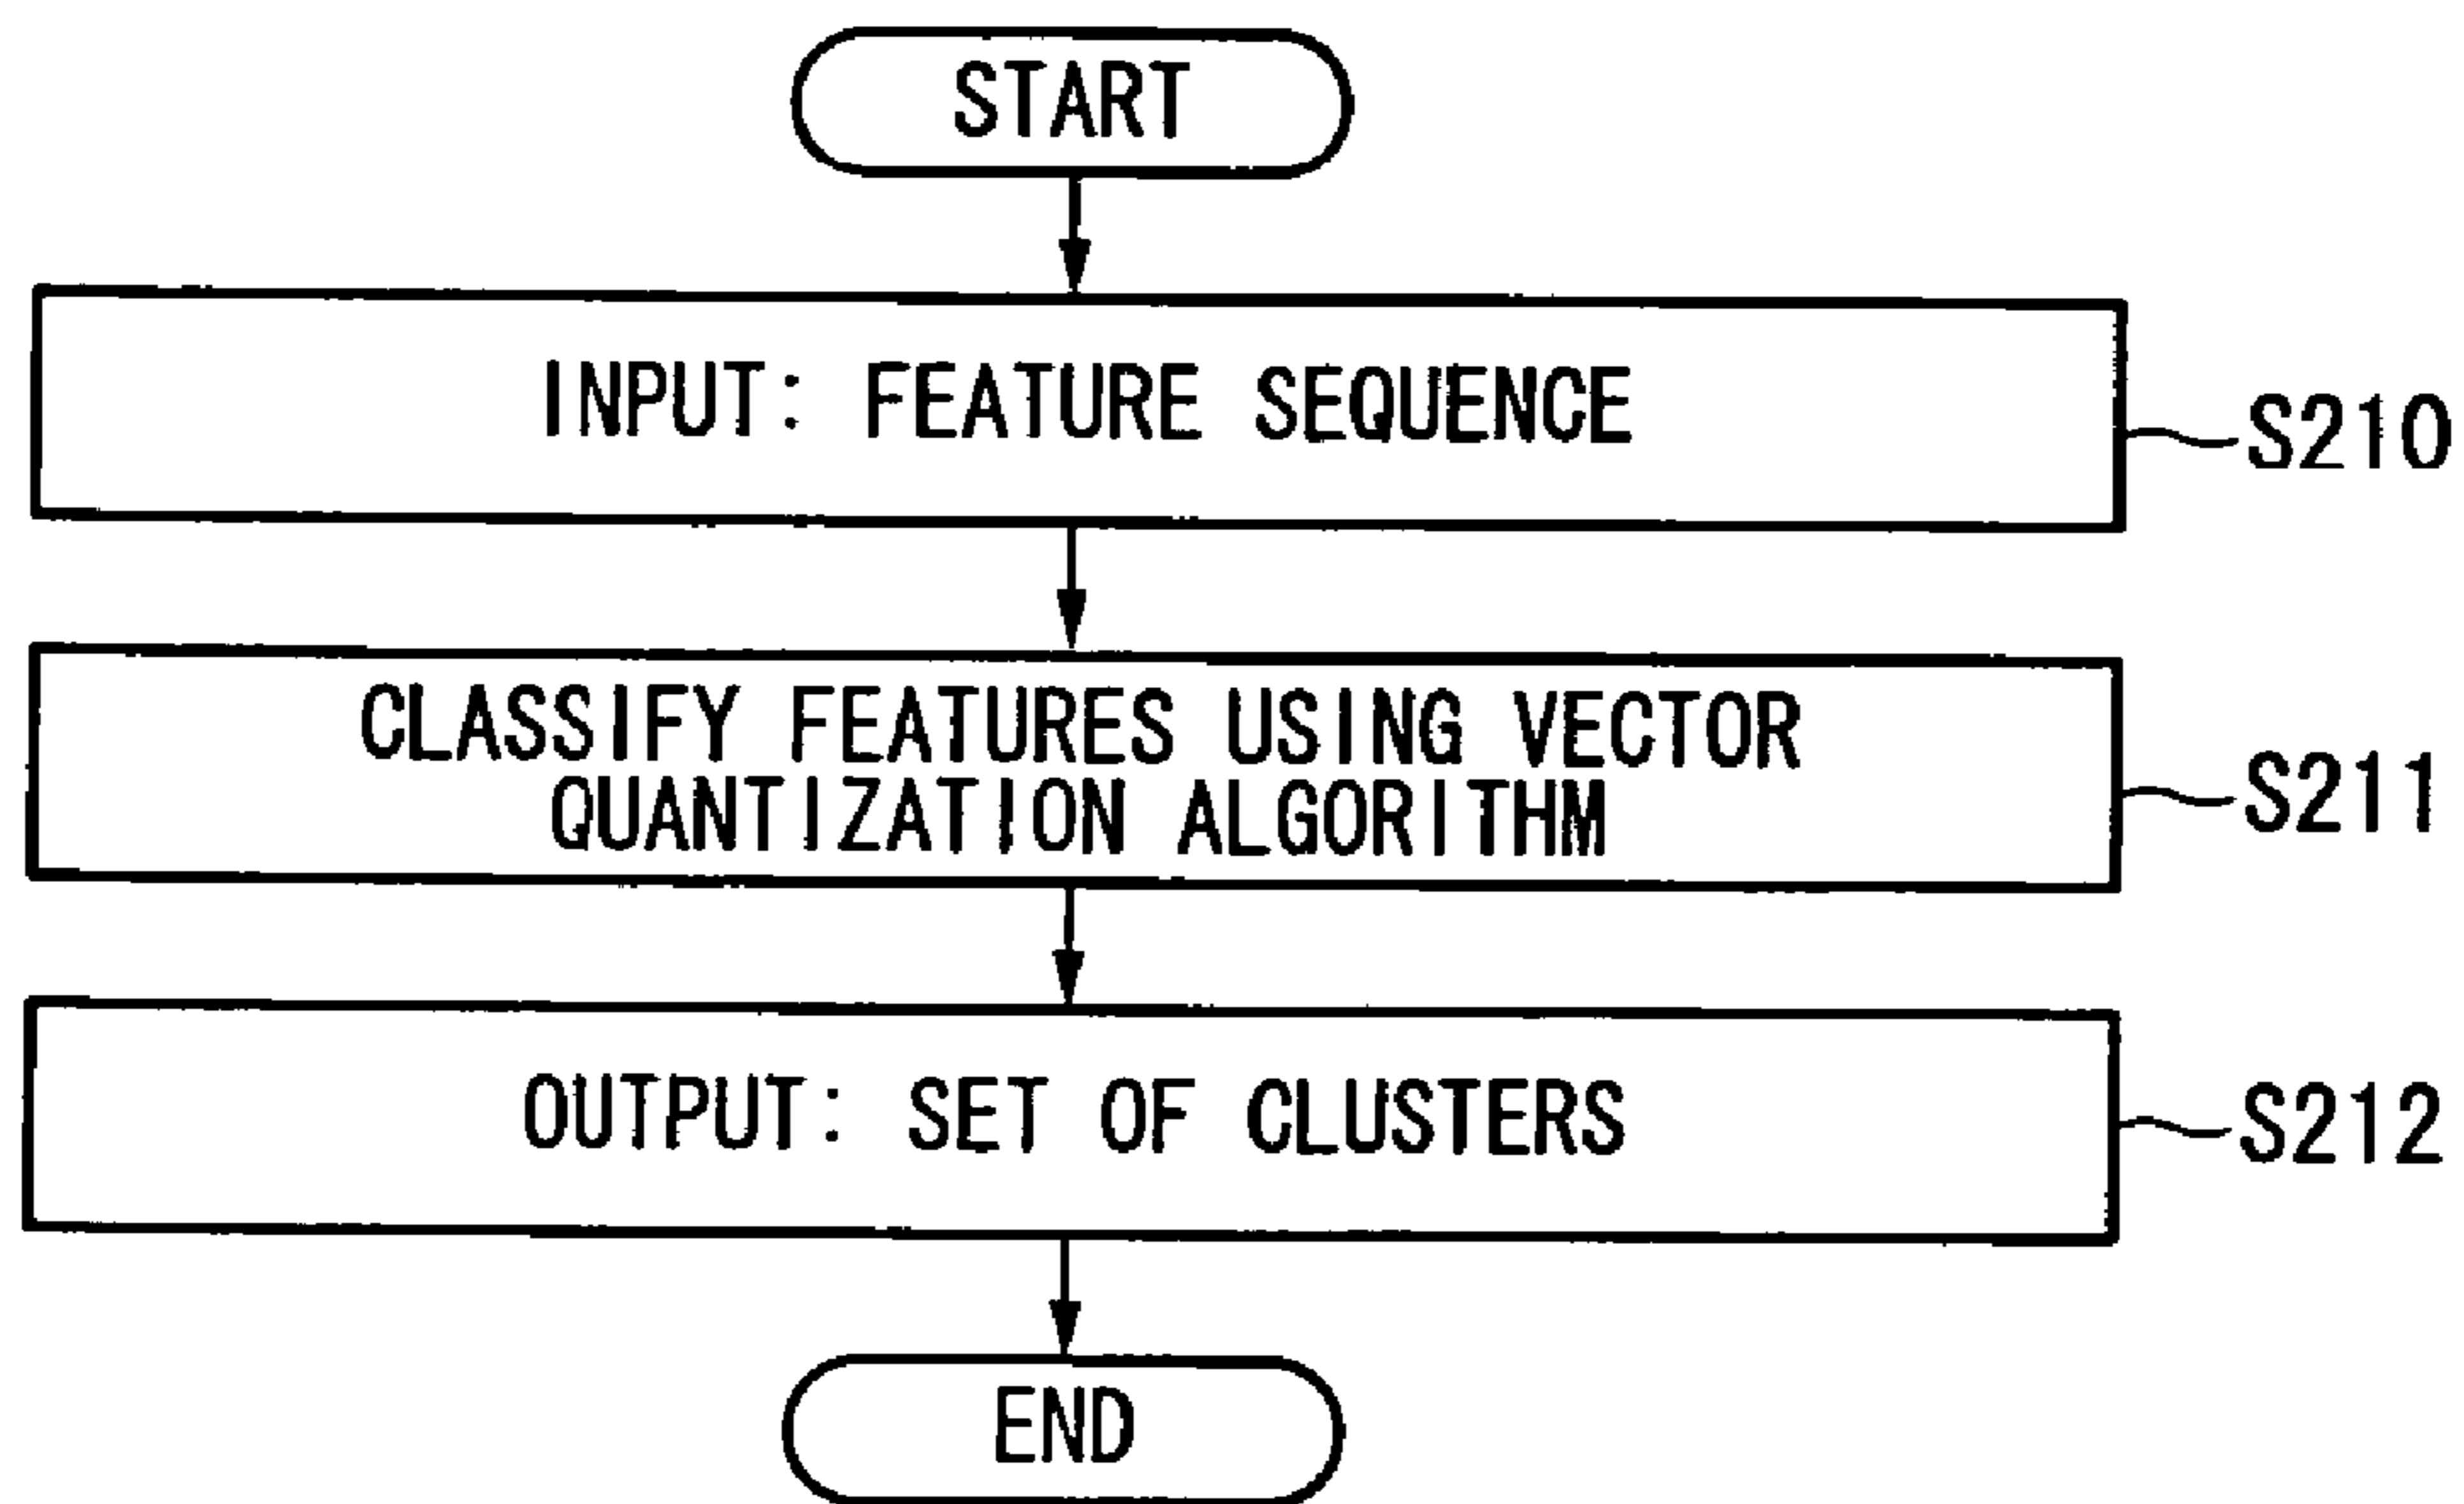 START
INPUT: FEATURE SEQUENCE
S210
CLASSIFY FEATURES USING VECTOR
QUANTIZATION ALGORITHM
S211
OUTPUT: SET OF CLUSTERS
S212
END